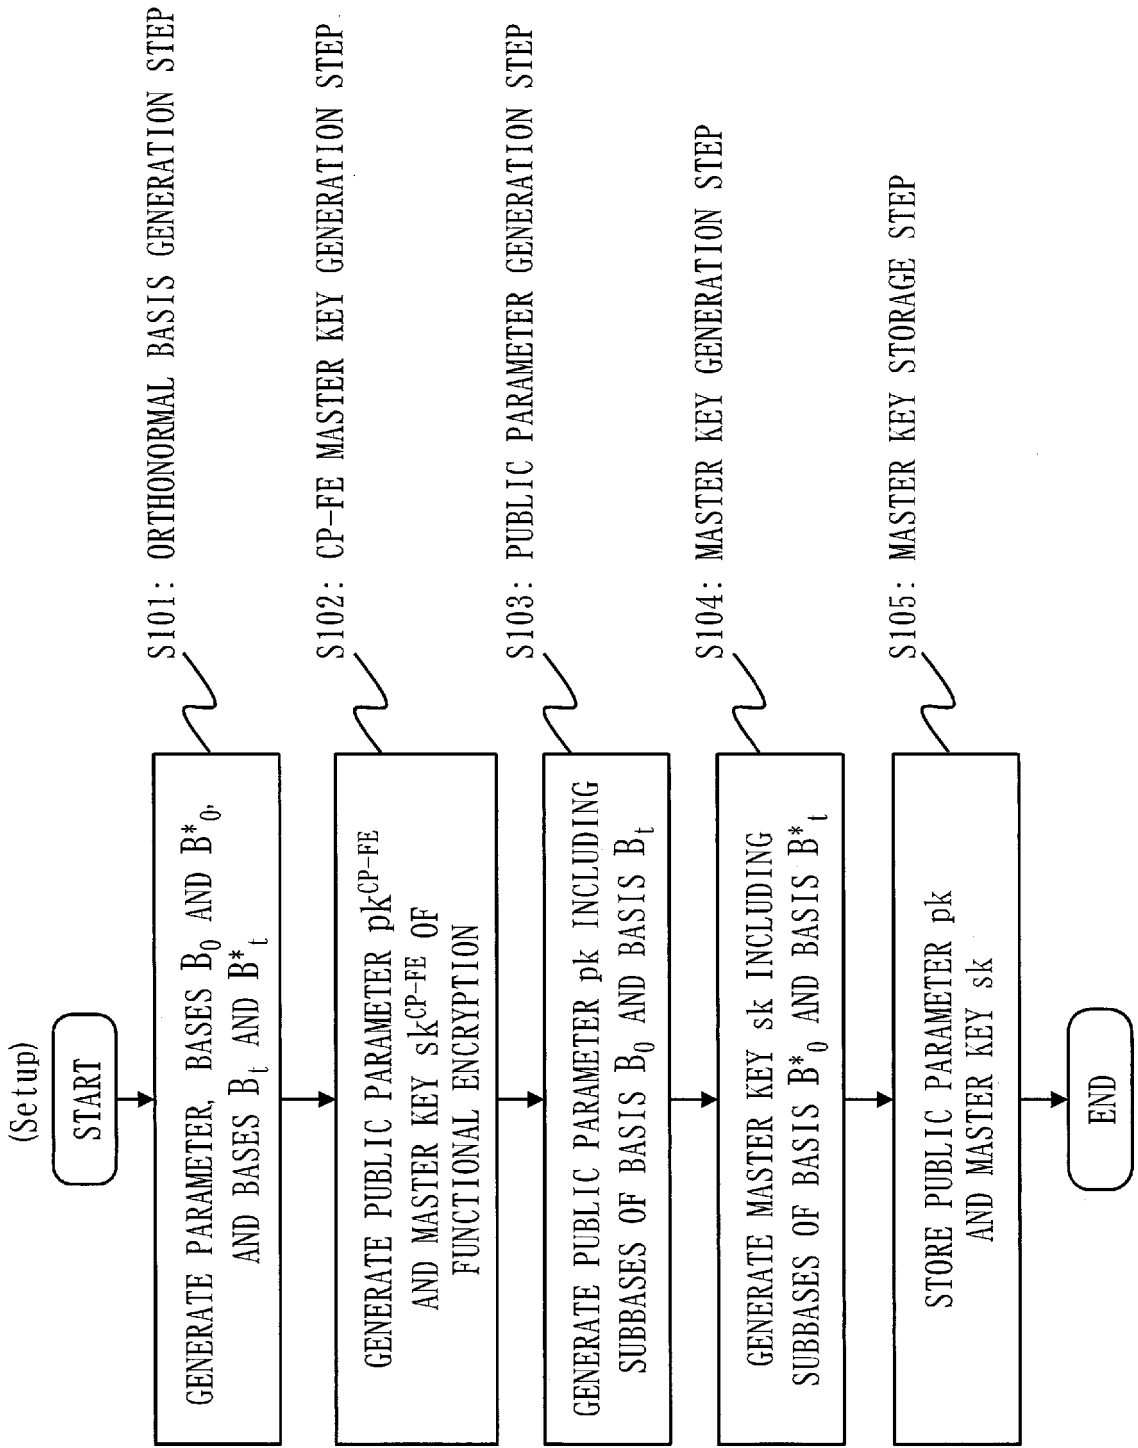 (Setup)
START
GENERATE PARAMETER, BASES B0 AND B*0,
AND BASES Bt AND B*t
S101: ORTHONORMAL BASIS GENERATION STEP
GENERATE PUBLIC PARAMETER pk^CP-FE
AND MASTER KEY sk^CP-FE OF
FUNCTIONAL ENCRYPTION
S102: CP-FE MASTER KEY GENERATION STEP
GENERATE PUBLIC PARAMETER pk INCLUDING
SUBBASES OF BASIS B0 AND BASIS Bt
S103: PUBLIC PARAMETER GENERATION STEP
GENERATE MASTER KEY sk INCLUDING
SUBBASES OF BASIS B*0 AND BASIS B*t
S104: MASTER KEY GENERATION STEP
STORE PUBLIC PARAMETER pk
AND MASTER KEY sk
S105: MASTER KEY STORAGE STEP
END